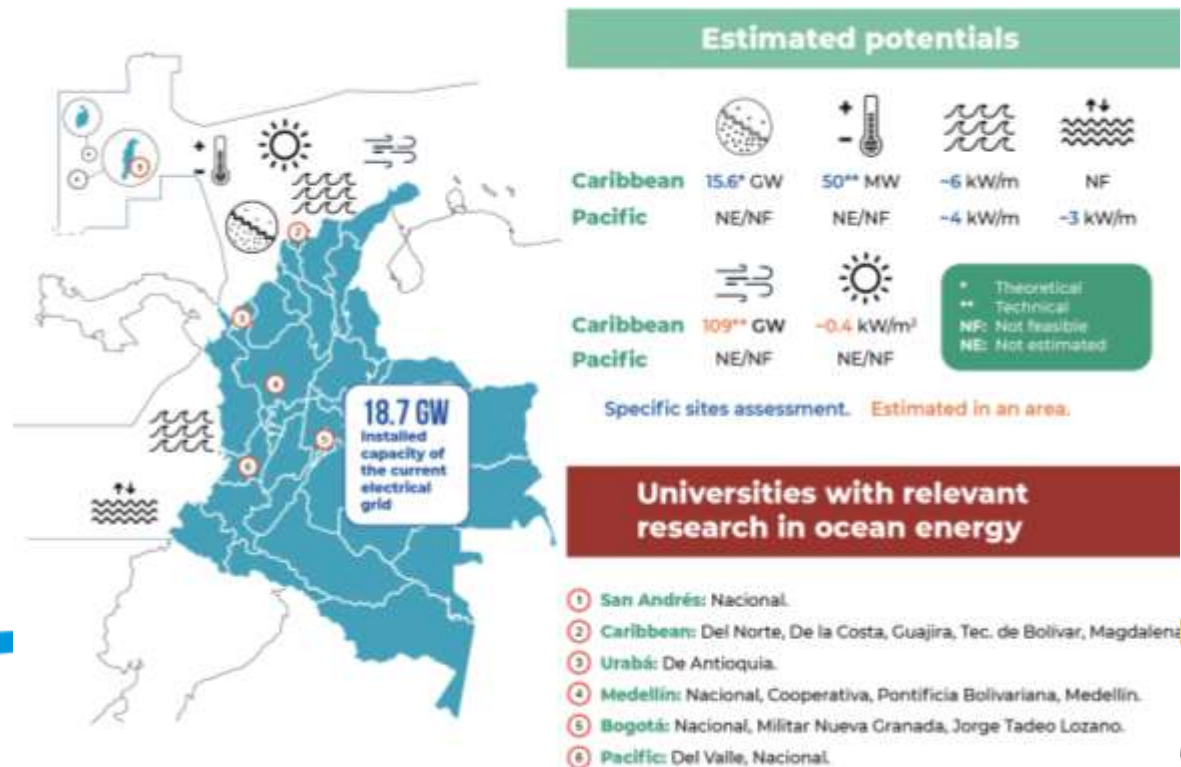 Estimated potentials
Caribbean 15.6* GW 50** MW ~6 kW/m NF
Pacific NE/NF NE/NF ~4 kW/m ~3 kW/m
Caribbean 109** GW ~0.4 kW/m²
Pacific NE/NF NE/NF
* Theoretical
** Technical
NF: Not feasible
NE: Not estimated
Specific sites assessment. Estimated in an area.
18.7 GW
Installed
capacity of
the current
electrical
grid
Universities with relevant
research in ocean energy
1 San Andrés: Nacional.
2 Caribbean: Del Norte, De la Costa, Guajira, Tec. de Bolívar, Magdalena
3 Urabá: De Antioquia.
4 Medellín: Nacional, Cooperativa, Pontificia Bolivariana, Medellín.
5 Bogotá: Nacional, Militar Nueva Granada, Jorge Tadeo Lozano.
6 Pacific: Del Valle, Nacional.